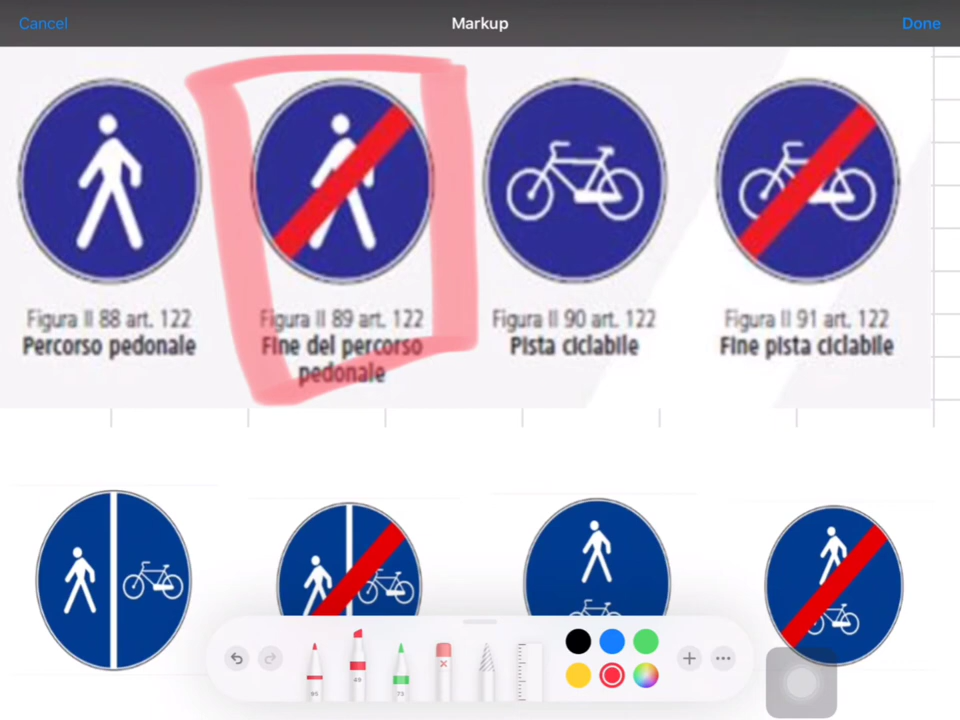 Cancel
Markup
Done
Figura II 88 art. 122
Percorso pedonale
Figura II 89 art. 122
Fine del percorso
pedonale
Figura II 90 art. 122
Pista ciclabile
Figura II 91 art. 122
Fine pista ciclabile